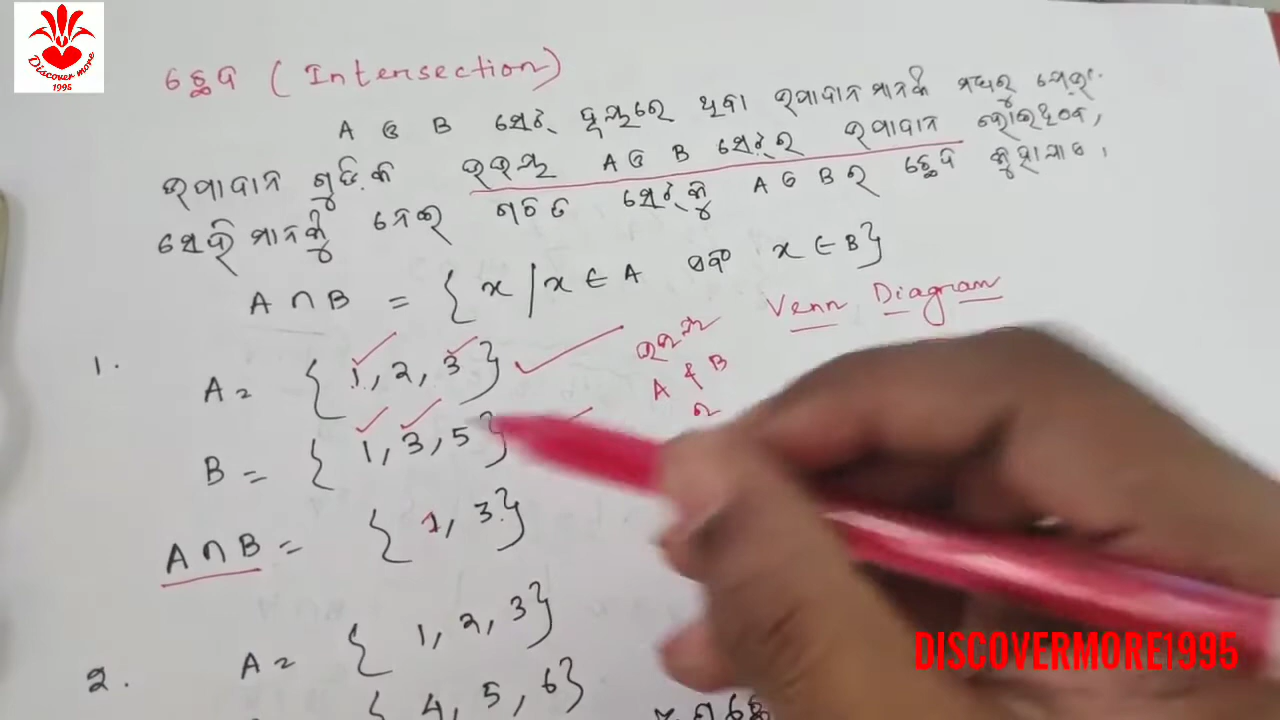 Discover more
1995
ଛେଦ (Intersection)
A ଓ B ସେଟ୍ ଦ୍ୱୟରେ ଥିବା ଉପାଦାନମାନଙ୍କ ମଧ୍ୟରୁ ଯେଉଁ
ଉପାଦାନ ଗୁଡ଼ିକ ଉଭୟ A ଓ B ସେଟ୍‌ର ଉପାଦାନ ହୋଇଥିବେ,
ସେହି ମାନଙ୍କୁ ନେଇ ଗଠିତ ସେଟ୍‌କୁ A ଓ B ର ଛେଦ କୁହାଯାଏ ।
A ∩ B = { x / x ∈ A ଏବଂ x ∈ B}
Venn Diagram
1.
A = { 1, 2, 3 }
ଉଭୟ
A & B
ର
B = { 1, 3, 5 }
A ∩ B = { 1, 3 }
2.
A = { 1, 2, 3 }
{ 4, 5, 6 }
DISCOVERMORE1995